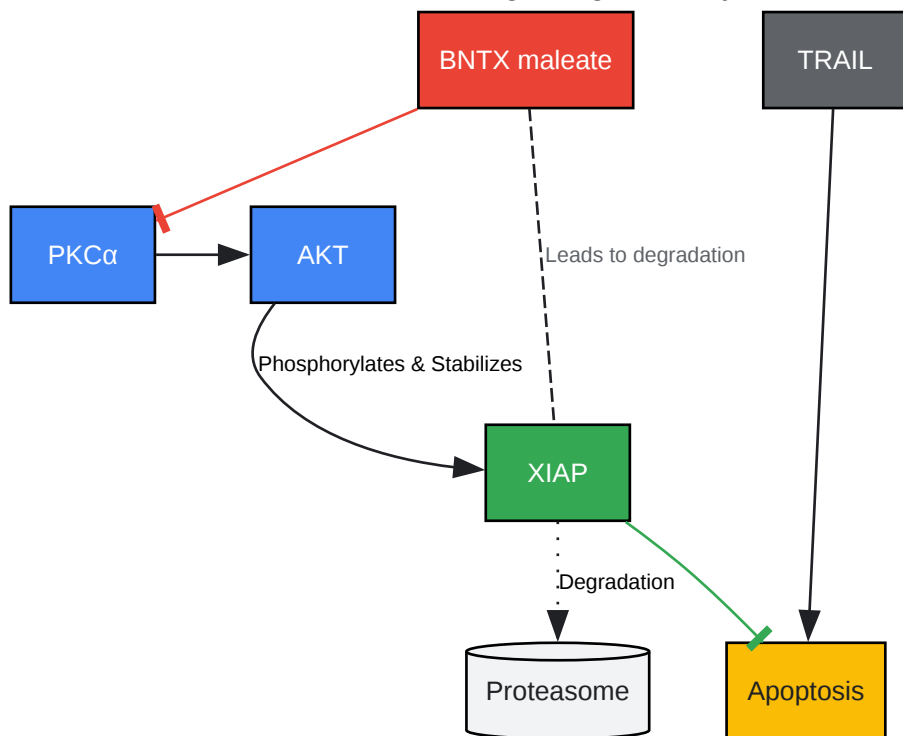 BNTX maleate
TRAIL
PKCα
AKT
Leads to degradation
Phosphorylates & Stabilizes
XIAP
Degradation
Proteasome
Apoptosis